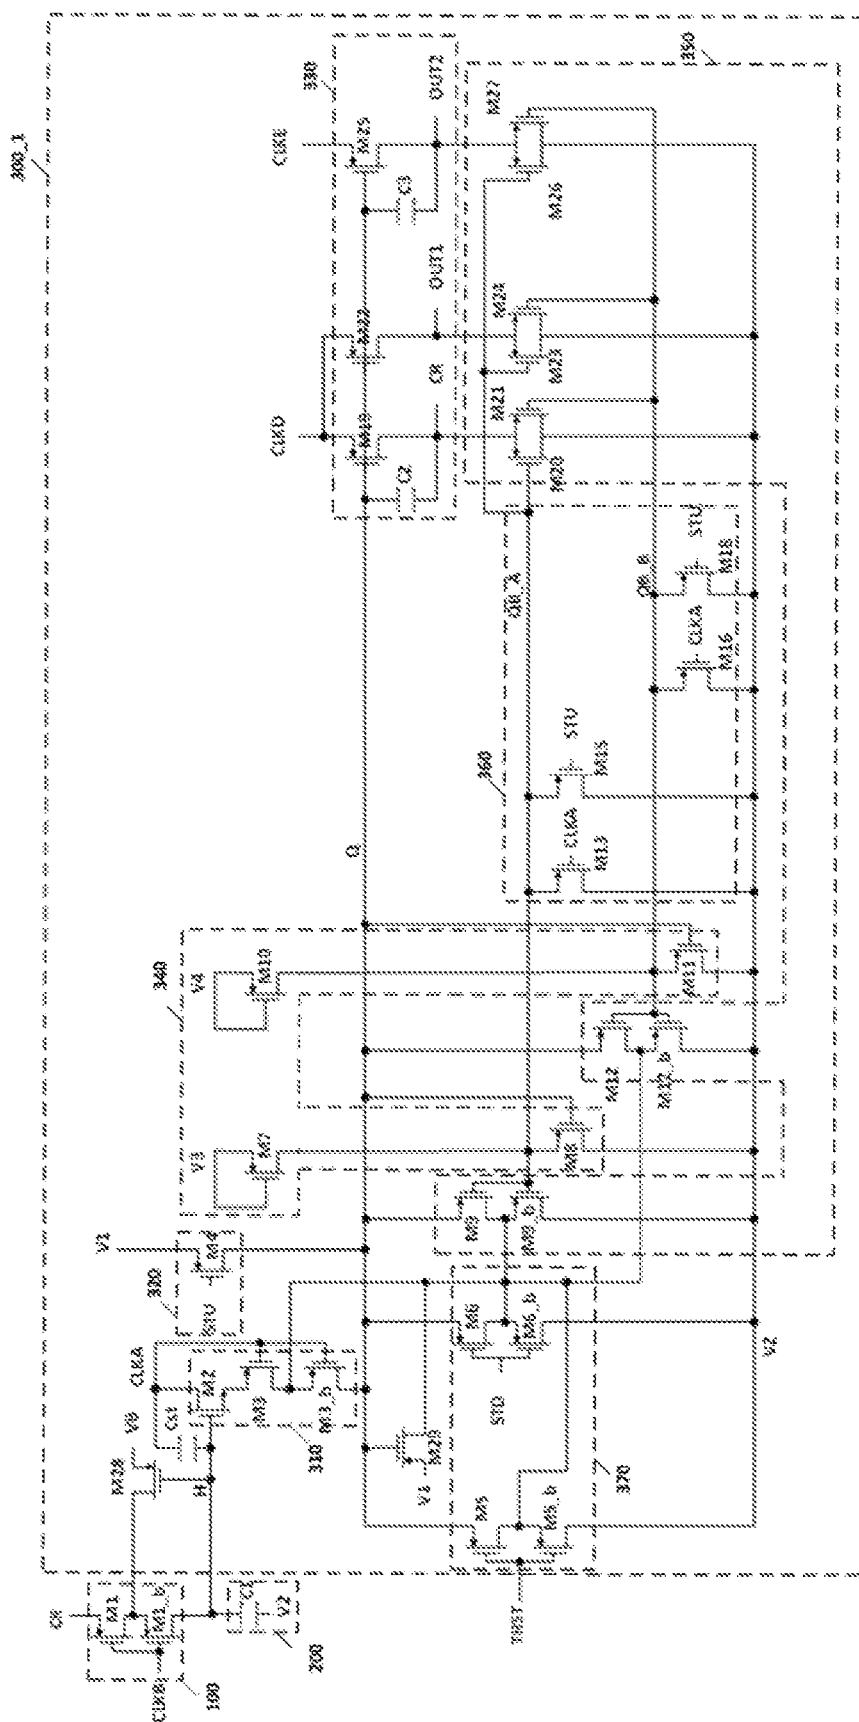 300_1
CR
M1
M1_b
CLKB
100
200
C1
V2
M28
H
Cst
CLKA
M2
M3
M3_b
310
V1
M4
STU
320
V3
M7
V4
M10
340
Q
CLKD
CLKE
M19
M22
M25
C2
C3
330
CR
OUT1
OUT2
V1
M29
M5
M5_b
TRST
STD
M6
M6_b
370
M9
M9_b
M8
M12
M12_b
M11
360
CLKA
M13
STU
M15
QB_A
QB_B
CLKA
M16
STU
M18
M20
M21
M23
M24
M26
M27
350
V2